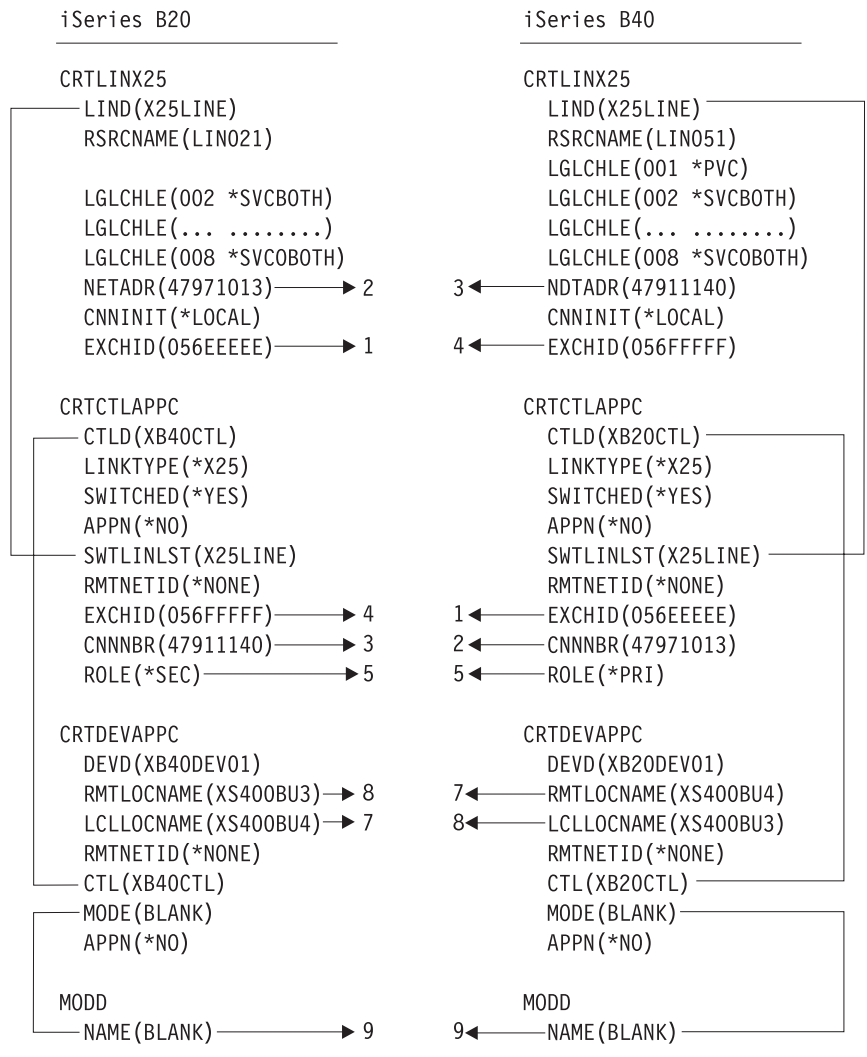 iSeries B20
CRTLINX25
LIND(X25LINE)
RSRCNAME(LIN021)
LGLCHLE(002 *SVCBOTH)
LGLCHLE(... ........)
LGLCHLE(008 *SVCOBOTH)
NETADR(47971013) 2
CNNINIT(*LOCAL)
EXCHID(056EEEEE) 1
CRTCTLAPPC
CTLD(XB40CTL)
LINKTYPE(*X25)
SWITCHED(*YES)
APPN(*NO)
SWTLINLST(X25LINE)
RMTNETID(*NONE)
EXCHID(056FFFFF) 4
CNNNBR(47911140) 3
ROLE(*SEC) 5
CRTDEVAPPC
DEVD(XB40DEV01)
RMTLOCNAME(XS400BU3) 8
LCLLOCNAME(XS400BU4) 7
RMTNETID(*NONE)
CTL(XB40CTL)
MODE(BLANK)
APPN(*NO)
MODD
NAME(BLANK) 9
iSeries B40
CRTLINX25
LIND(X25LINE)
RSRCNAME(LIN051)
LGLCHLE(001 *PVC)
LGLCHLE(002 *SVCBOTH)
LGLCHLE(... ........)
LGLCHLE(008 *SVCOBOTH)
3 NDTADR(47911140)
CNNINIT(*LOCAL)
4 EXCHID(056FFFFF)
CRTCTLAPPC
CTLD(XB20CTL)
LINKTYPE(*X25)
SWITCHED(*YES)
APPN(*NO)
SWTLINLST(X25LINE)
RMTNETID(*NONE)
1 EXCHID(056EEEEE)
2 CNNNBR(47971013)
5 ROLE(*PRI)
CRTDEVAPPC
DEVD(XB20DEV01)
7 RMTLOCNAME(XS400BU4)
8 LCLLOCNAME(XS400BU3)
RMTNETID(*NONE)
CTL(XB20CTL)
MODE(BLANK)
APPN(*NO)
MODD
9 NAME(BLANK)